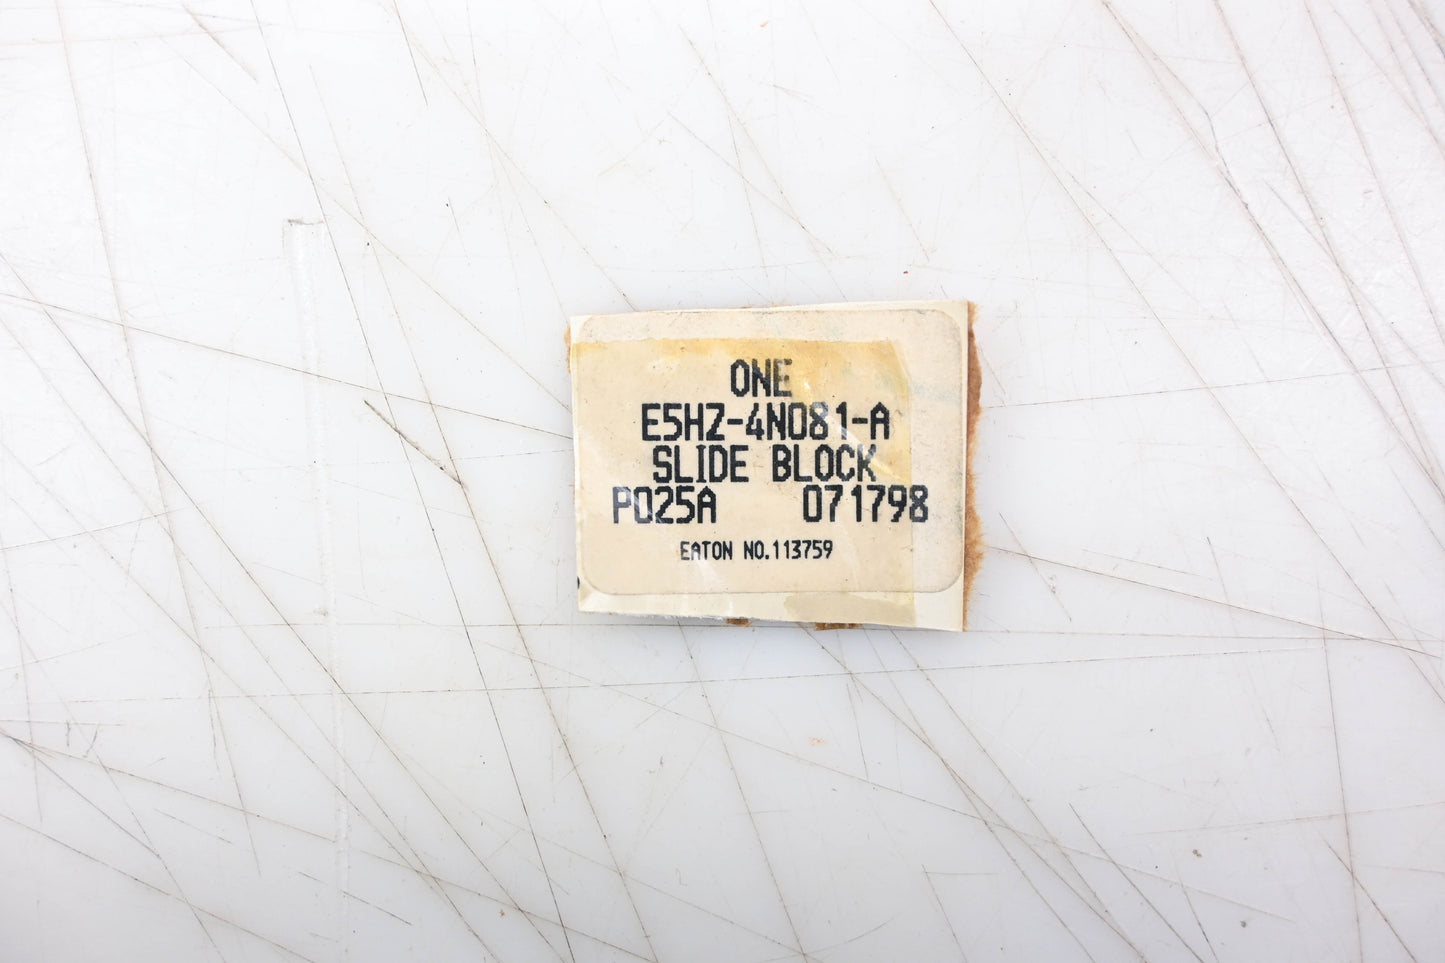 ONE
E5HZ-4N081-A
SLIDE BLOCK
P025A 071798
EATON NO.113759